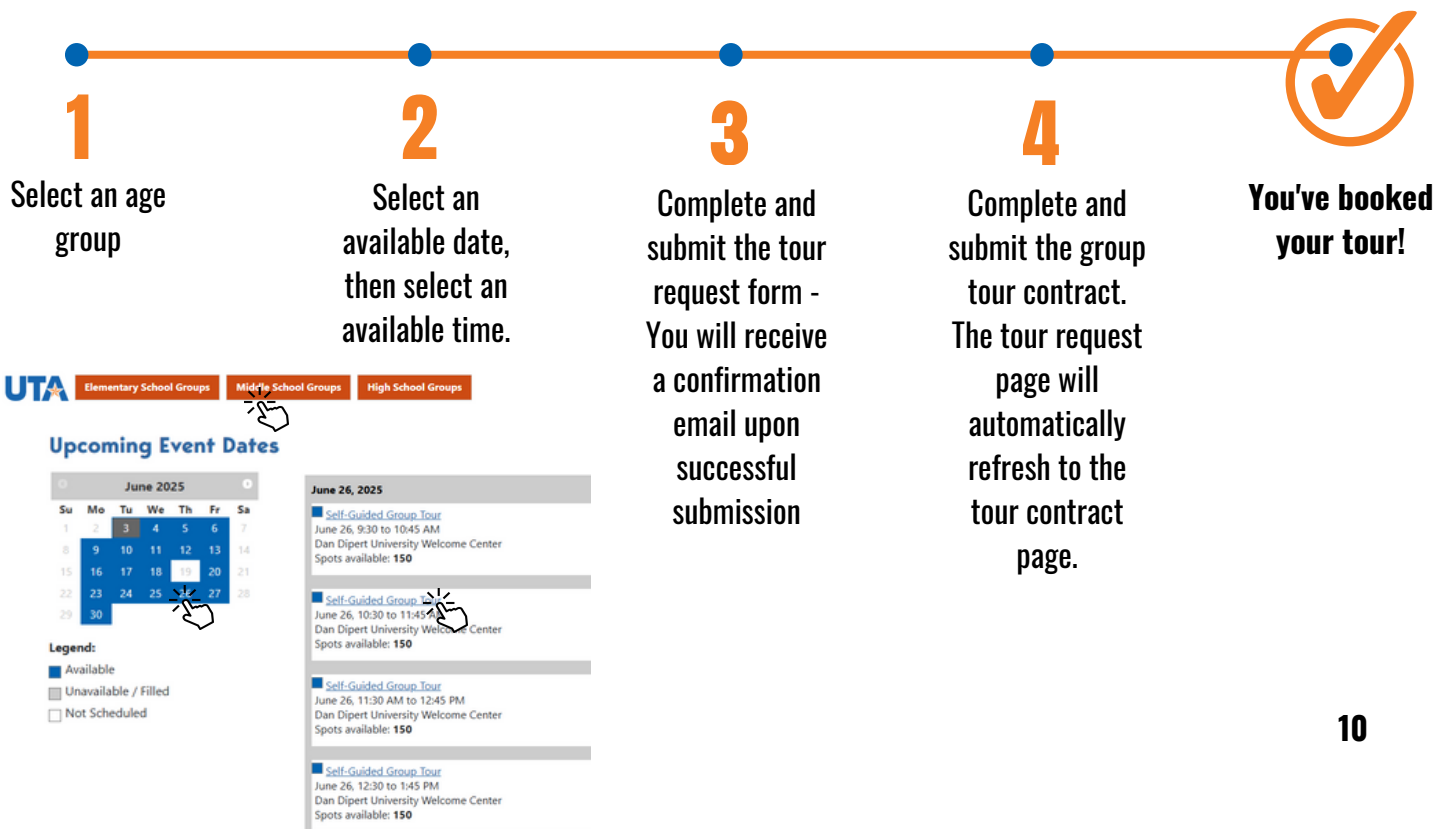 1
Select an age
group
2
Select an
available date,
then select an
available time.
3
Complete and
submit the tour
request form -
You will receive
a confirmation
email upon
successful
submission
4
Complete and
submit the group
tour contract.
The tour request
page will
automatically
refresh to the
tour contract
page.
You've booked
your tour!
UTA
Elementary School Groups
Middle School Groups
High School Groups
Upcoming Event Dates
June 2025
Su Mo Tu We Th Fr Sa
1 2 3 4 5 6 7
8 9 10 11 12 13 14
15 16 17 18 19 20 21
22 23 24 25 26 27 28
29 30
Legend:
Available
Unavailable / Filled
Not Scheduled
June 26, 2025
Self-Guided Group Tour
June 26, 9:30 to 10:45 AM
Dan Dipert University Welcome Center
Spots available: 150
Self-Guided Group Tour
June 26, 10:30 to 11:45 AM
Dan Dipert University Welcome Center
Spots available: 150
Self-Guided Group Tour
June 26, 11:30 AM to 12:45 PM
Dan Dipert University Welcome Center
Spots available: 150
Self-Guided Group Tour
June 26, 12:30 to 1:45 PM
Dan Dipert University Welcome Center
Spots available: 150
10